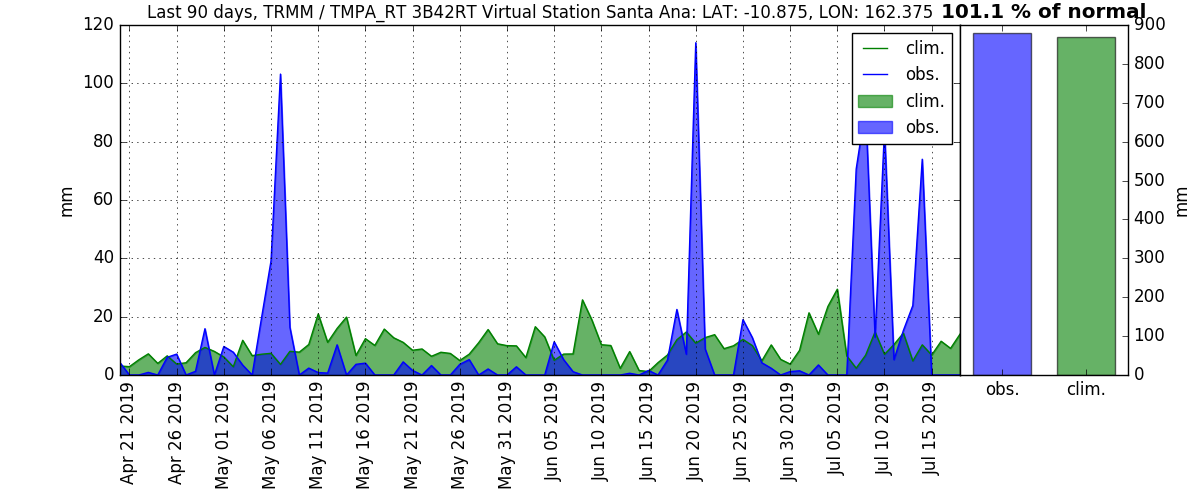 Last 90 days, TRMM / TMPA_RT 3B42RT Virtual Station Santa Ana: LAT: -10.875, LON: 162.375 101.1 % of normal
120
100
80
60
40
20
0
mm
clim.
obs.
clim.
obs.
900
800
700
600
500
400
300
200
100
0
mm
Apr 21 2019
Apr 26 2019
May 01 2019
May 06 2019
May 11 2019
May 16 2019
May 21 2019
May 26 2019
May 31 2019
Jun 05 2019
Jun 10 2019
Jun 15 2019
Jun 20 2019
Jun 25 2019
Jun 30 2019
Jul 05 2019
Jul 10 2019
Jul 15 2019
obs.
clim.